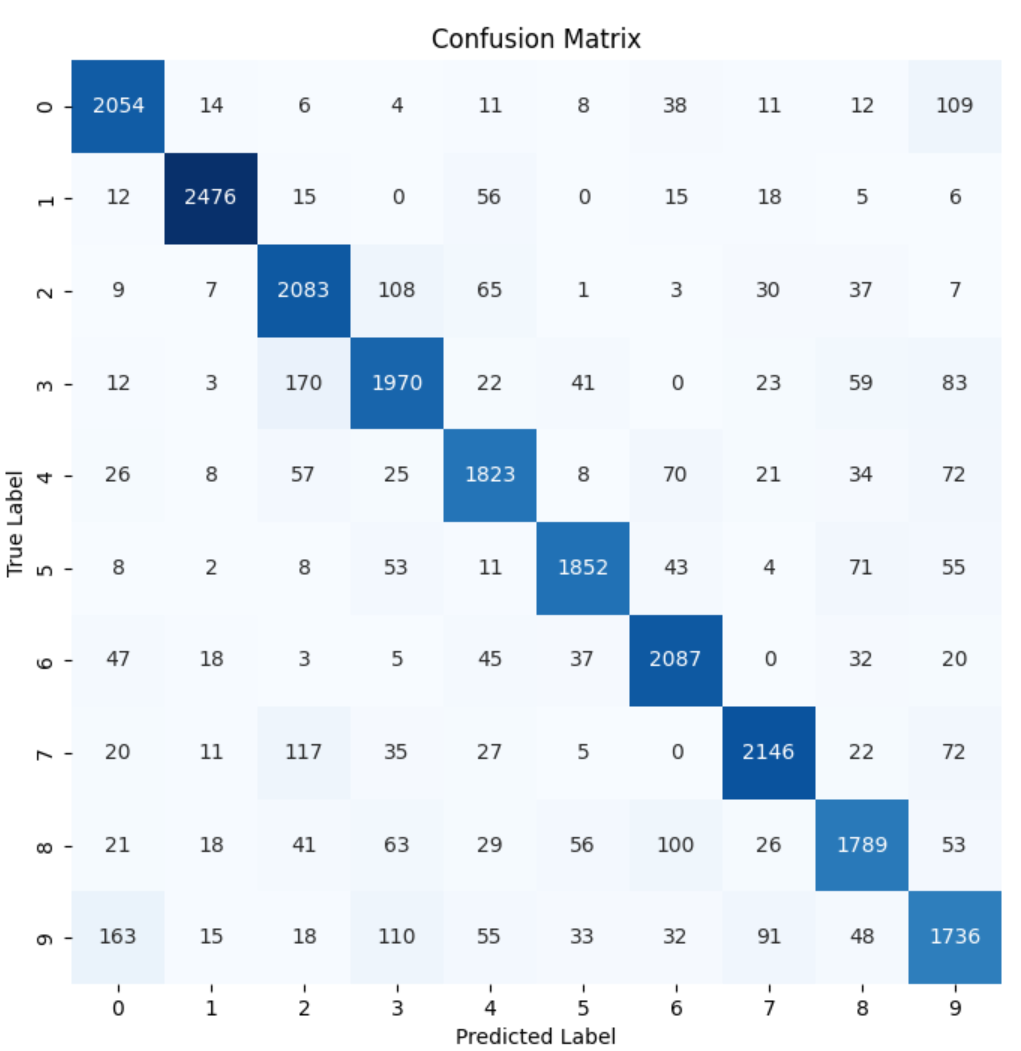 Confusion Matrix
0 2054 14 6 4 11 8 38 11 12 109
1 12 2476 15 0 56 0 15 18 5 6
2 9 7 2083 108 65 1 3 30 37 7
3 12 3 170 1970 22 41 0 23 59 83
4 26 8 57 25 1823 8 70 21 34 72
5 8 2 8 53 11 1852 43 4 71 55
6 47 18 3 5 45 37 2087 0 32 20
7 20 11 117 35 27 5 0 2146 22 72
8 21 18 41 63 29 56 100 26 1789 53
9 163 15 18 110 55 33 32 91 48 1736
True Label
0 1 2 3 4 5 6 7 8 9
Predicted Label